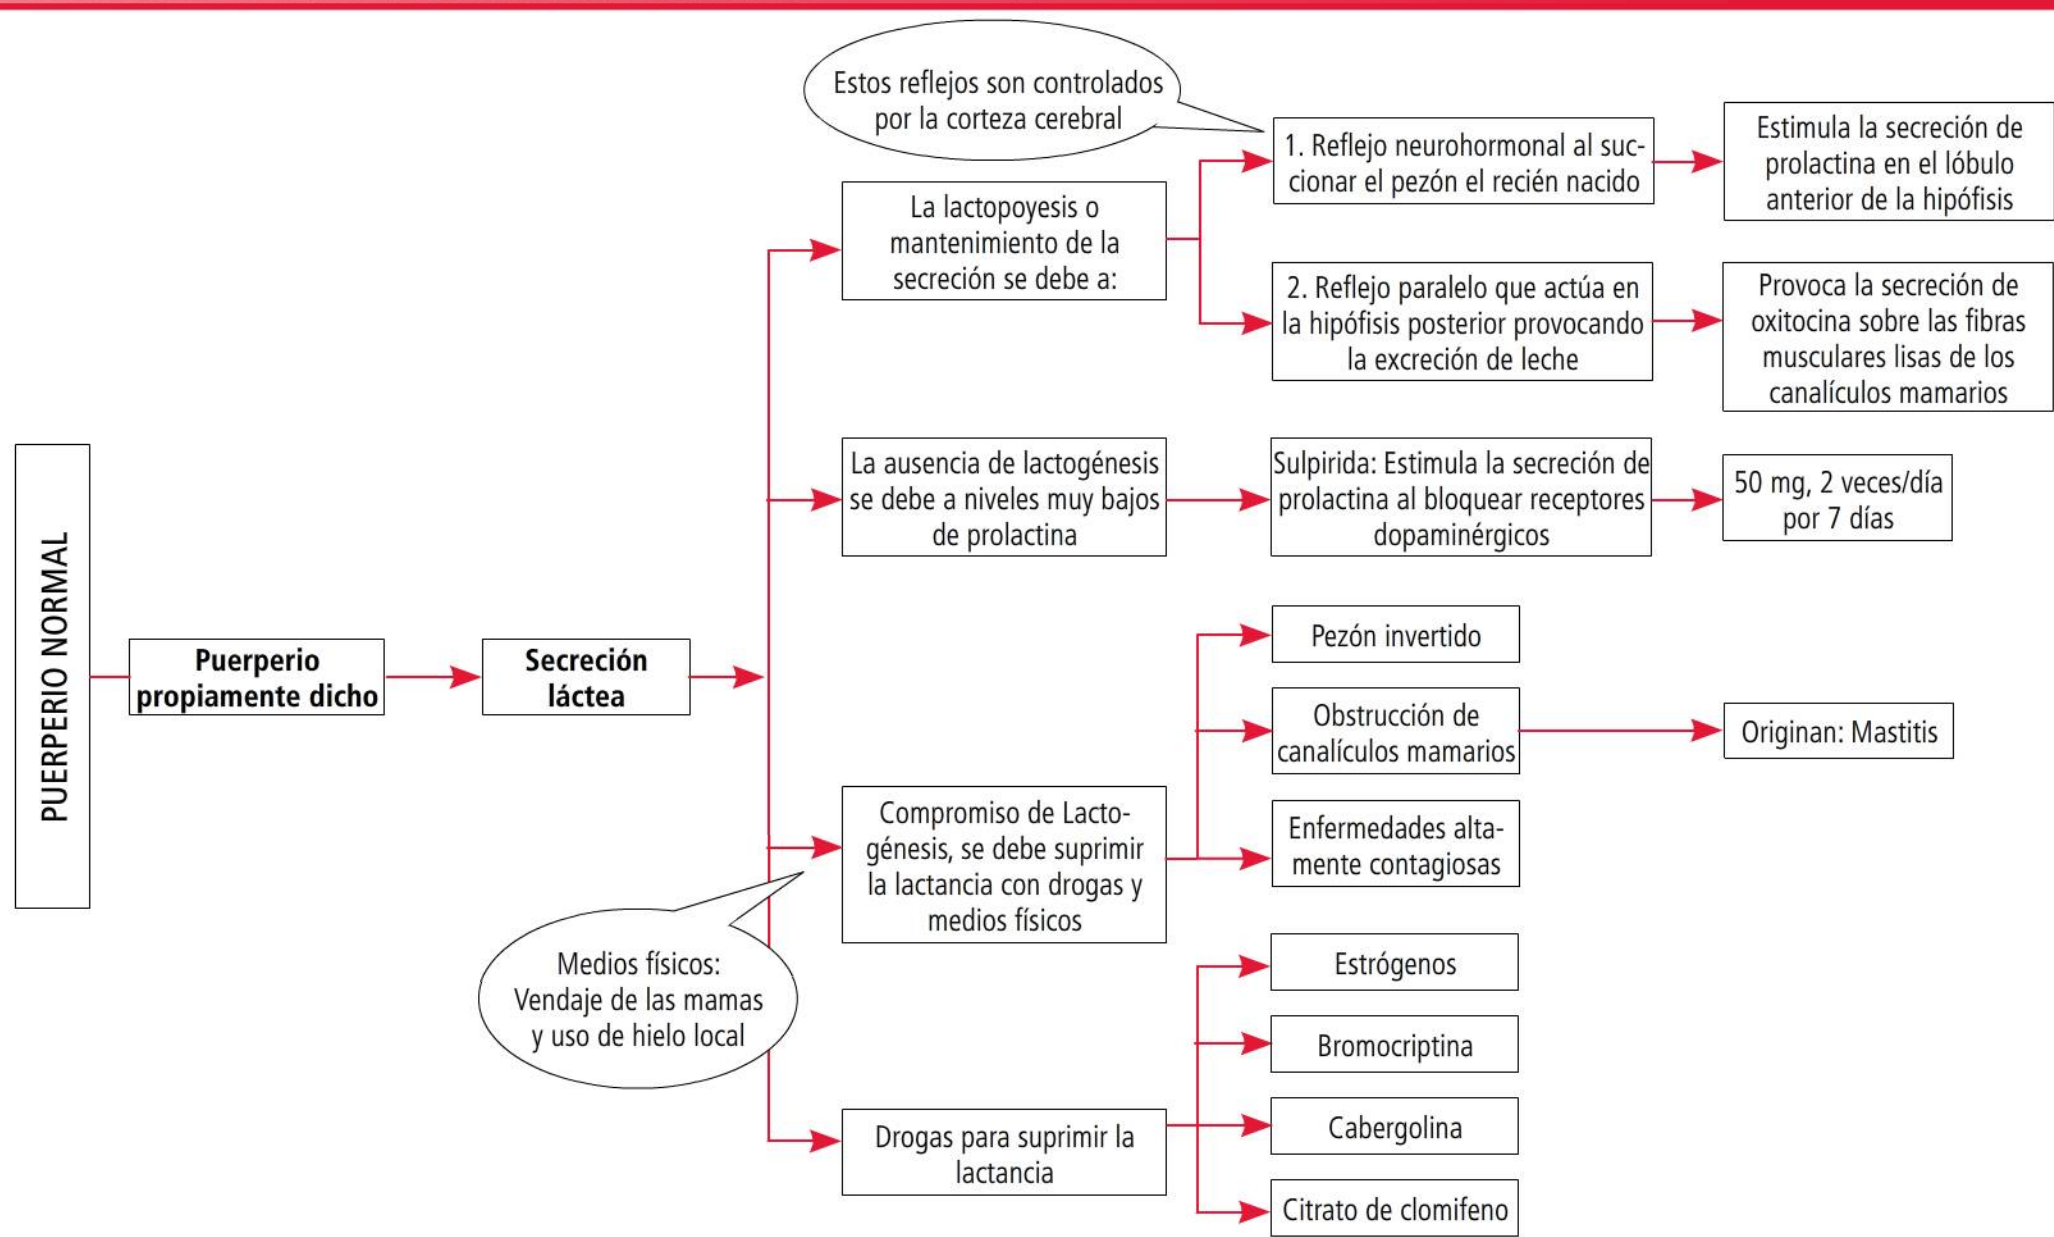 Estos reflejos son controlados
por la corteza cerebral
1. Reflejo neurohormonal al suc-
cionar el pezón el recién nacido
Estimula la secreción de
prolactina en el lóbulo
anterior de la hipófisis
La lactopoyesis o
mantenimiento de la
secreción se debe a:
2. Reflejo paralelo que actúa en
la hipófisis posterior provocando
la excreción de leche
Provoca la secreción de
oxitocina sobre las fibras
musculares lisas de los
canalículos mamarios
La ausencia de lactogénesis
se debe a niveles muy bajos
de prolactina
Sulpirida: Estimula la secreción de
prolactina al bloquear receptores
dopaminérgicos
50 mg, 2 veces/día
por 7 días
PUERPERIO NORMAL
Puerperio
propiamente dicho
Secreción
láctea
Pezón invertido
Obstrucción de
canalículos mamarios
Originan: Mastitis
Compromiso de Lacto-
génesis, se debe suprimir
la lactancia con drogas y
medios físicos
Enfermedades alta-
mente contagiosas
Medios físicos:
Vendaje de las mamas
y uso de hielo local
Estrógenos
Bromocriptina
Drogas para suprimir la
lactancia
Cabergolina
Citrato de clomifeno